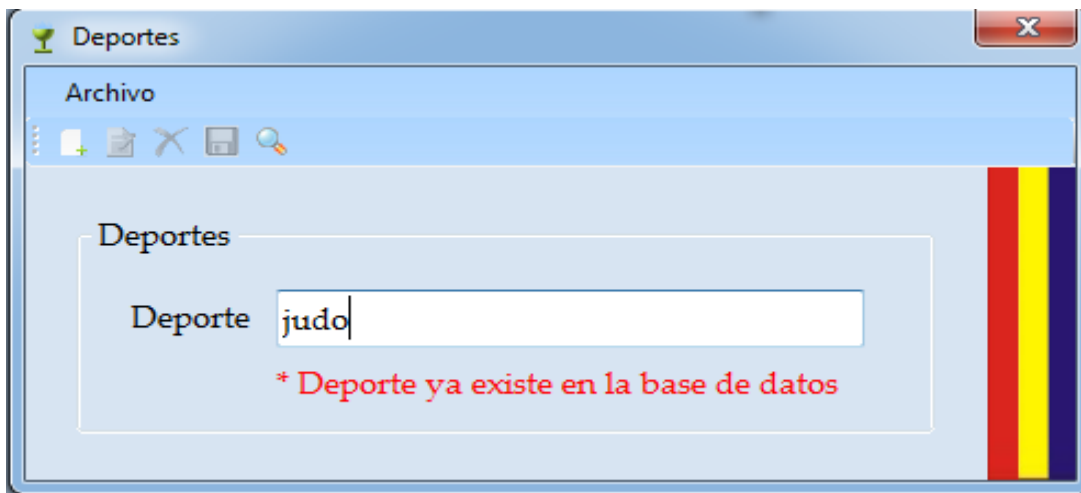 Deportes
Archivo
Deportes
Deporte judo
* Deporte ya existe en la base de datos